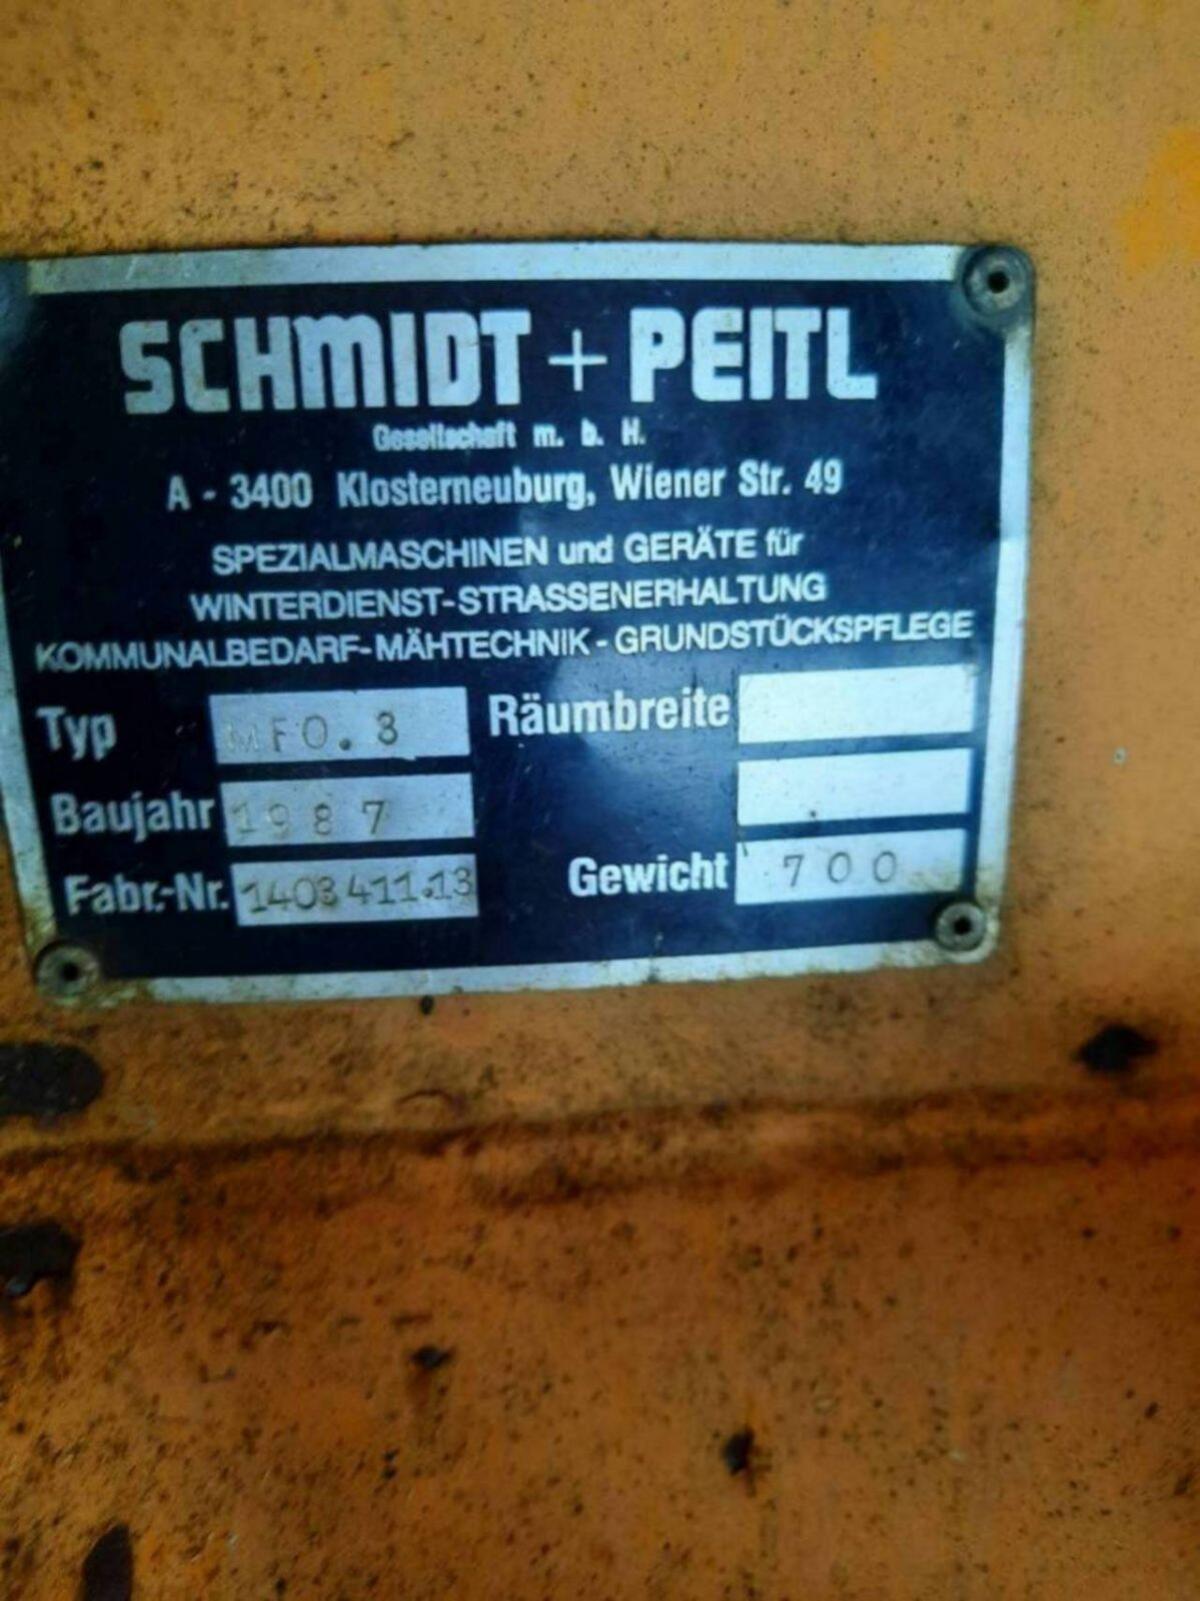 SCHMIDT + PEITL
Gesellschaft m. b. H.
A - 3400 Klosterneuburg, Wiener Str. 49
SPEZIALMASCHINEN und GERÄTE für
WINTERDIENST-STRASSENERHALTUNG
KOMMUNALBEDARF-MÄHTECHNIK-GRUNDSTÜCKSPFLEGE
Typ MFO.3 Räumbreite
Baujahr 1987
Fabr.-Nr. 1403411.13 Gewicht 700